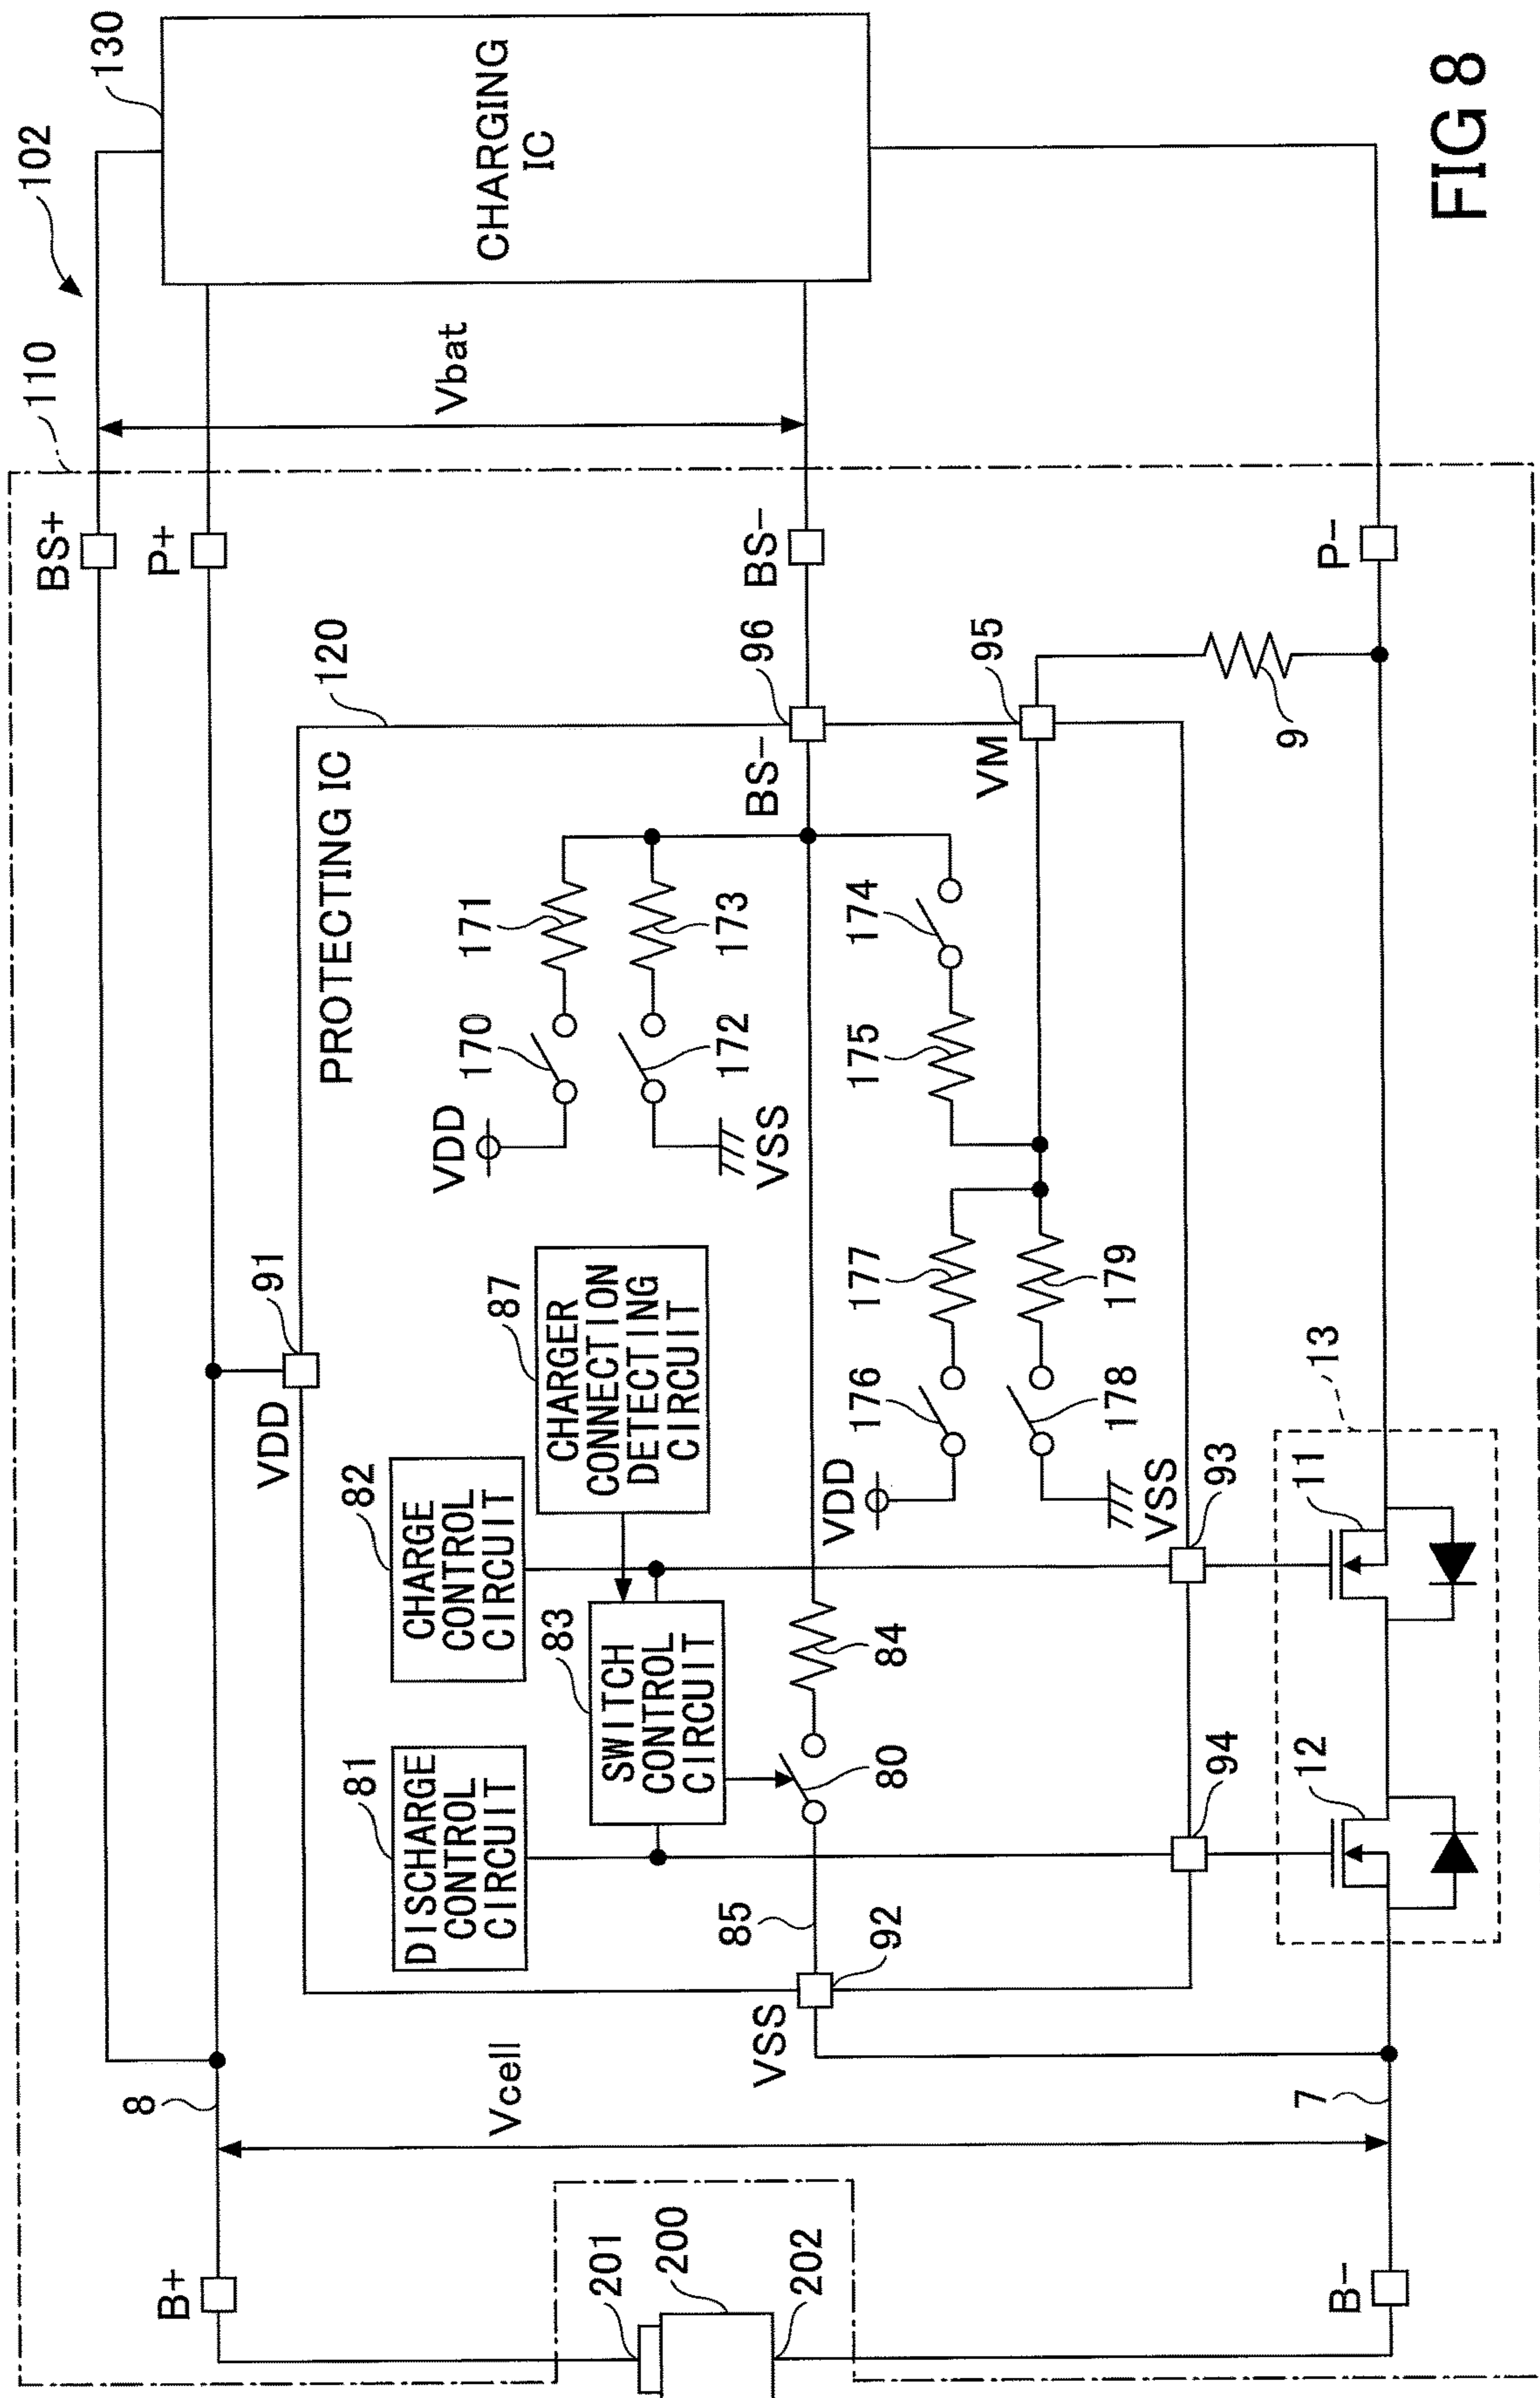 102
110
130
BS+
P+
CHARGING
IC
Vbat
BS-
P-
120
PROTECTING IC
91
VDD
8
B+
Vcell
201
200
202
B-
7
81
DISCHARGE
CONTROL
CIRCUIT
82
CHARGE
CONTROL
CIRCUIT
83
SWITCH
CONTROL
CIRCUIT
87
CHARGER
CONNECTION
DETECTING
CIRCUIT
VDD
170
171
172
173
VSS
BS-
96
VSS
92
85
80
84
174
175
VDD
176
177
178
179
VSS
VM
95
9
94
93
12
11
13
FIG 8